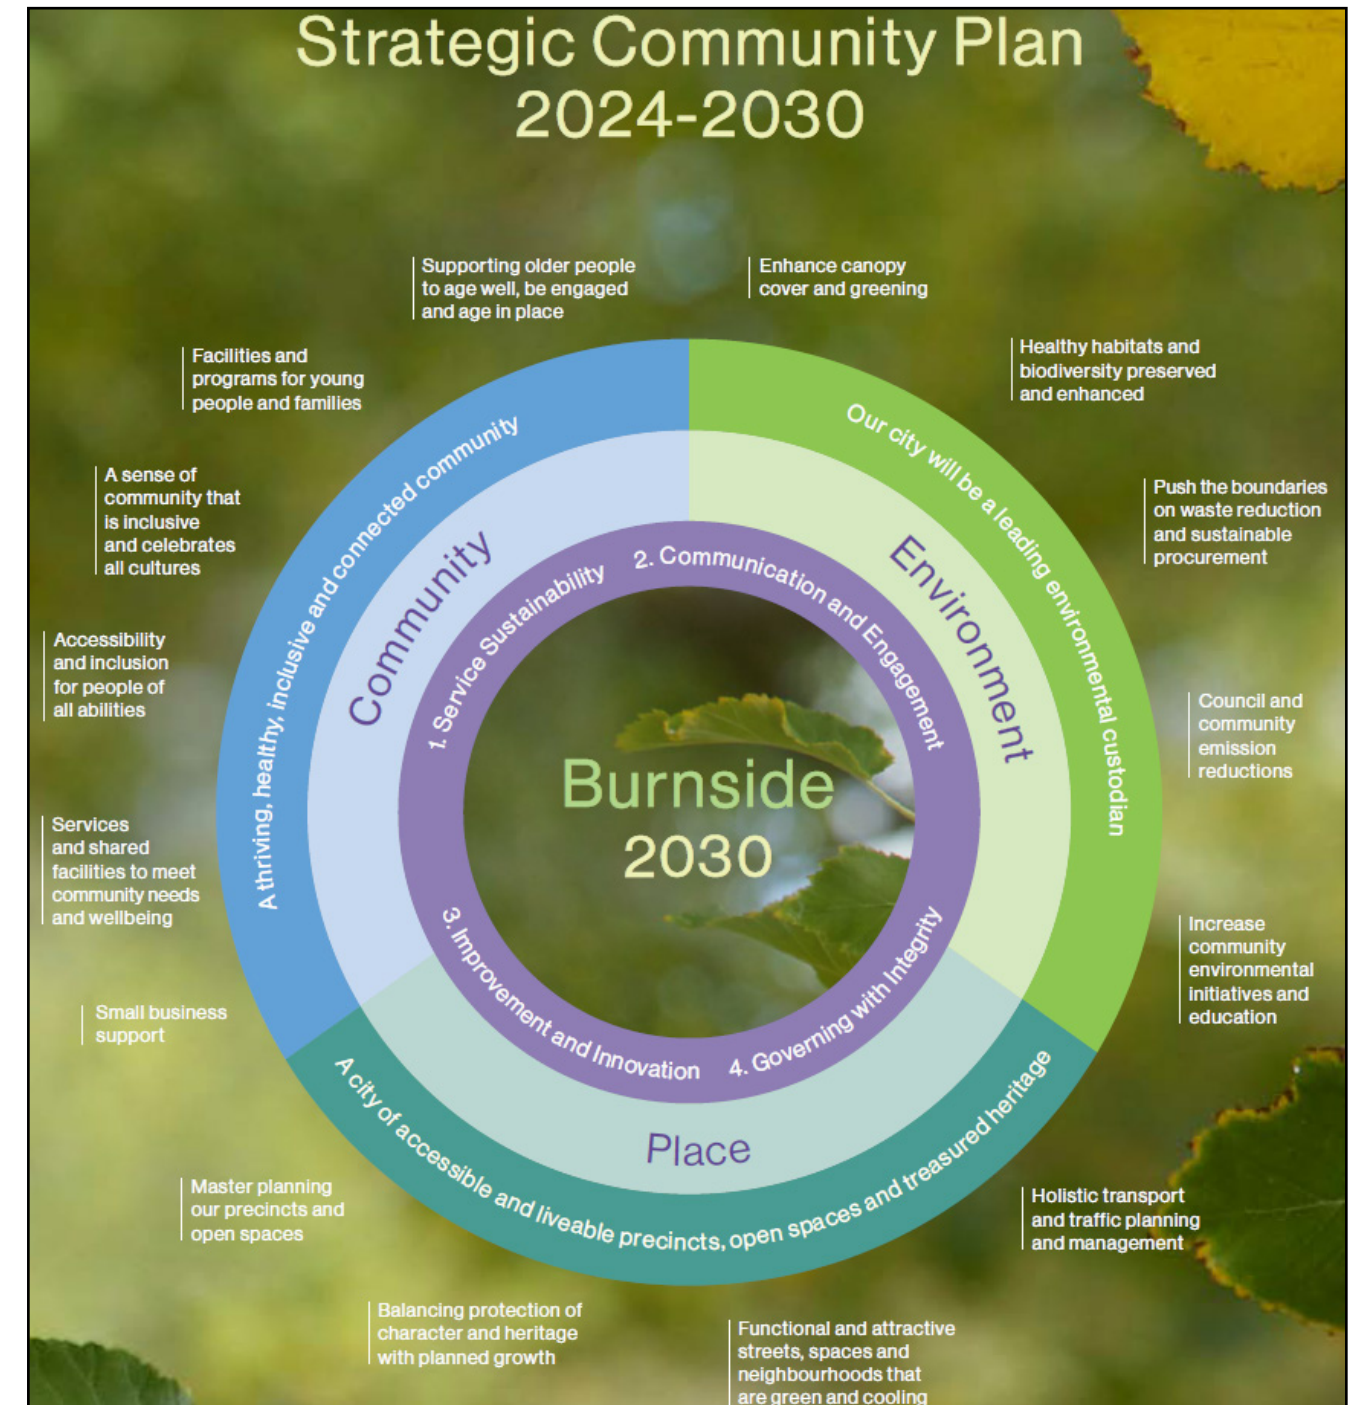 Strategic Community Plan
2024-2030
Supporting older people
to age well, be engaged
and age in place
Enhance canopy
cover and greening
Facilities and
programs for young
people and families
Healthy habitats and
biodiversity preserved
and enhanced
A sense of
community that
is inclusive
and celebrates
all cultures
Push the boundaries
on waste reduction
and sustainable
procurement
Accessibility
and inclusion
for people of
all abilities
Council and
community
emission
reductions
Services
and shared
facilities to meet
community needs
and wellbeing
Increase
community
environmental
initiatives and
education
Small business
support
A thriving, healthy, inclusive and connected community
Our city will be a leading environmental custodian
Community
Environment
1. Service Sustainability
2. Communication and Engagement
Burnside
2030
3. Improvement and Innovation
4. Governing with Integrity
Place
A city of accessible and liveable precincts, open spaces and treasured heritage
Master planning
our precincts and
open spaces
Holistic transport
and traffic planning
and management
Balancing protection of
character and heritage
with planned growth
Functional and attractive
streets, spaces and
neighbourhoods that
are green and cooling